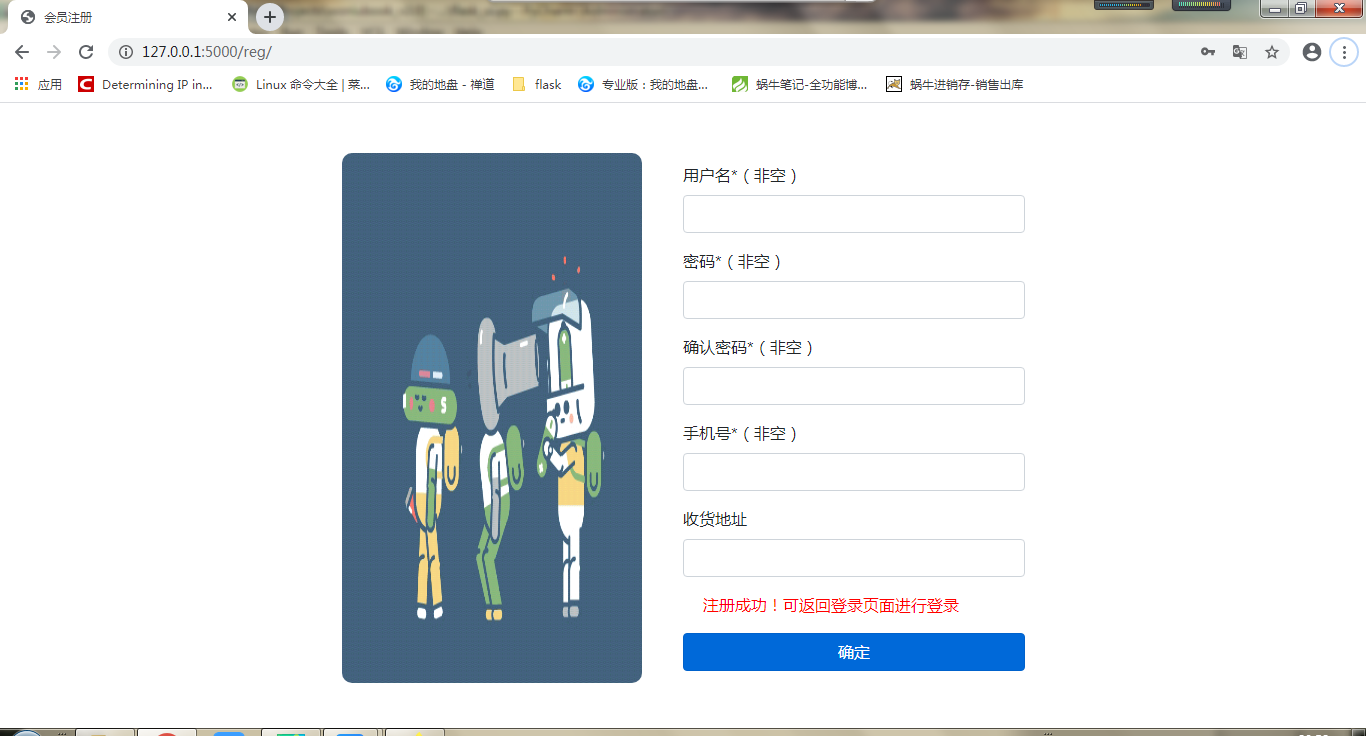 会员注册
127.0.0.1:5000/reg/
应用
Determining IP in...
Linux 命令大全 | 菜...
我的地盘 - 禅道
flask
专业版：我的地盘...
蜗牛笔记-全功能博...
蜗牛进销存-销售出库
用户名*（非空）
密码*（非空）
确认密码*（非空）
手机号*（非空）
收货地址
注册成功！可返回登录页面进行登录
确定